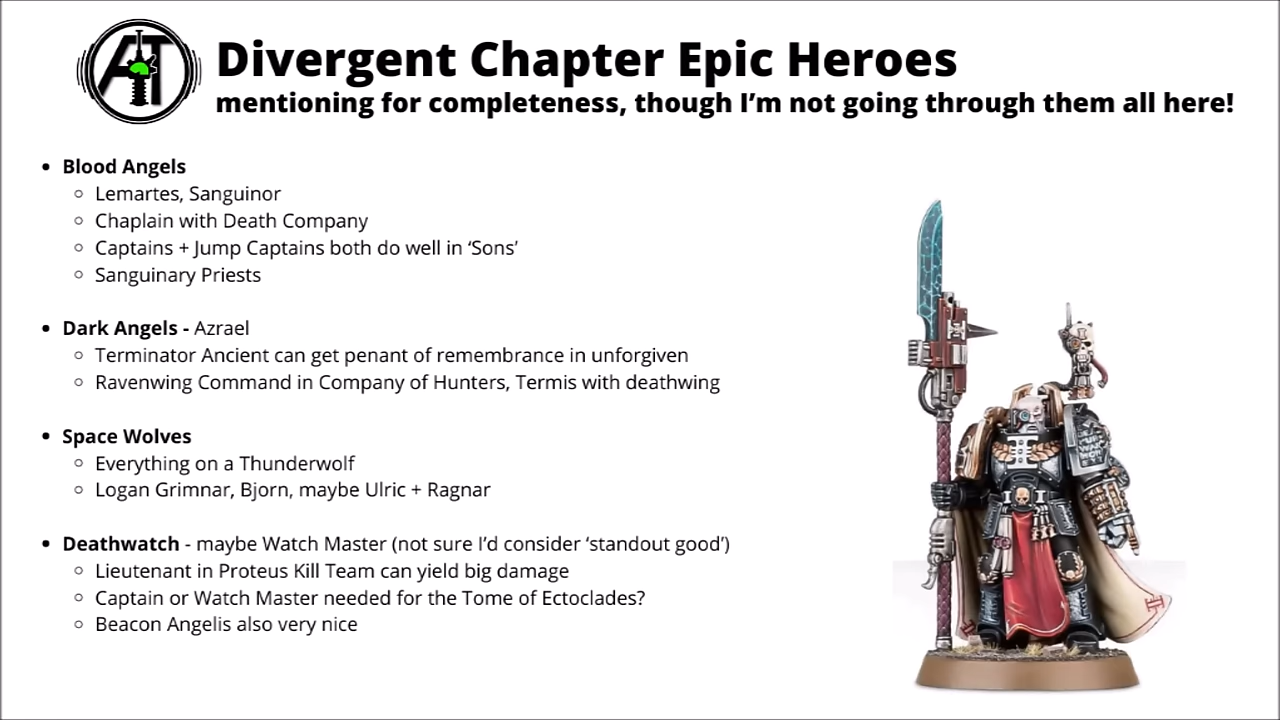 AT
Divergent Chapter Epic Heroes
mentioning for completeness, though I'm not going through them all here!
• Blood Angels
○ Lemartes, Sanguinor
○ Chaplain with Death Company
○ Captains + Jump Captains both do well in ‘Sons’
○ Sanguinary Priests
• Dark Angels - Azrael
○ Terminator Ancient can get penant of remembrance in unforgiven
○ Ravenwing Command in Company of Hunters, Termis with deathwing
• Space Wolves
○ Everything on a Thunderwolf
○ Logan Grimnar, Bjorn, maybe Ulric + Ragnar
• Deathwatch - maybe Watch Master (not sure I’d consider ‘standout good’)
○ Lieutenant in Proteus Kill Team can yield big damage
○ Captain or Watch Master needed for the Tome of Ectoclades?
○ Beacon Angelis also very nice